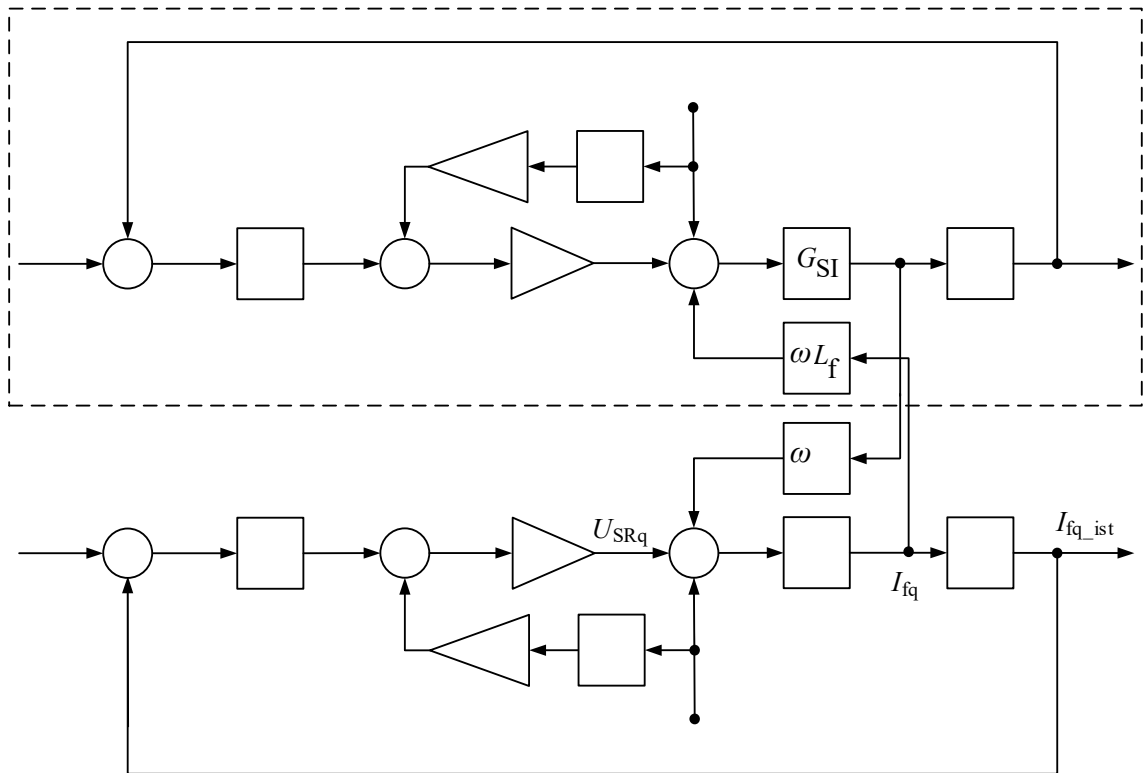 G_SI
ωL_f
ω
U_SRq
I_fq_ist
I_fq